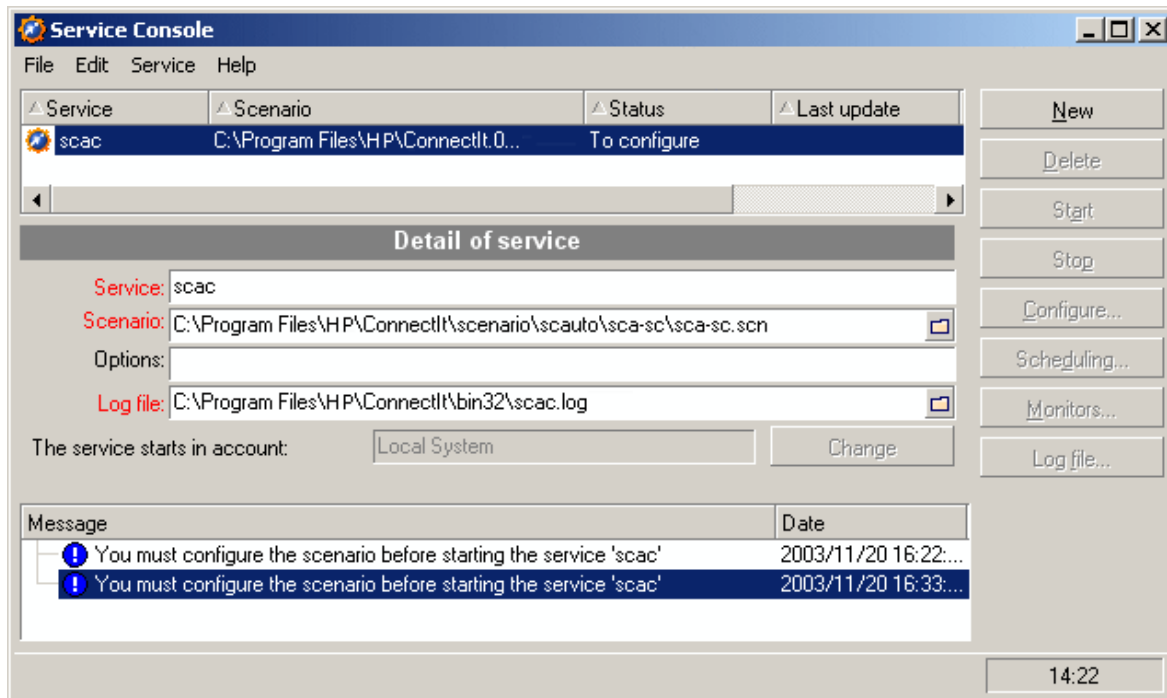 Service Console
File Edit Service Help
Service Scenario Status Last update
scac C:\Program Files\HP\ConnectIt.0... To configure
New
Delete
Start
Stop
Configure...
Scheduling...
Monitors...
Log file...
Detail of service
Service: scac
Scenario: C:\Program Files\HP\ConnectIt\scenario\scauto\sca-sc\sca-sc.scn
Options:
Log file: C:\Program Files\HP\ConnectIt\bin32\scac.log
The service starts in account: Local System Change
Message Date
You must configure the scenario before starting the service 'scac' 2003/11/20 16:22:...
You must configure the scenario before starting the service 'scac' 2003/11/20 16:33:...
14:22